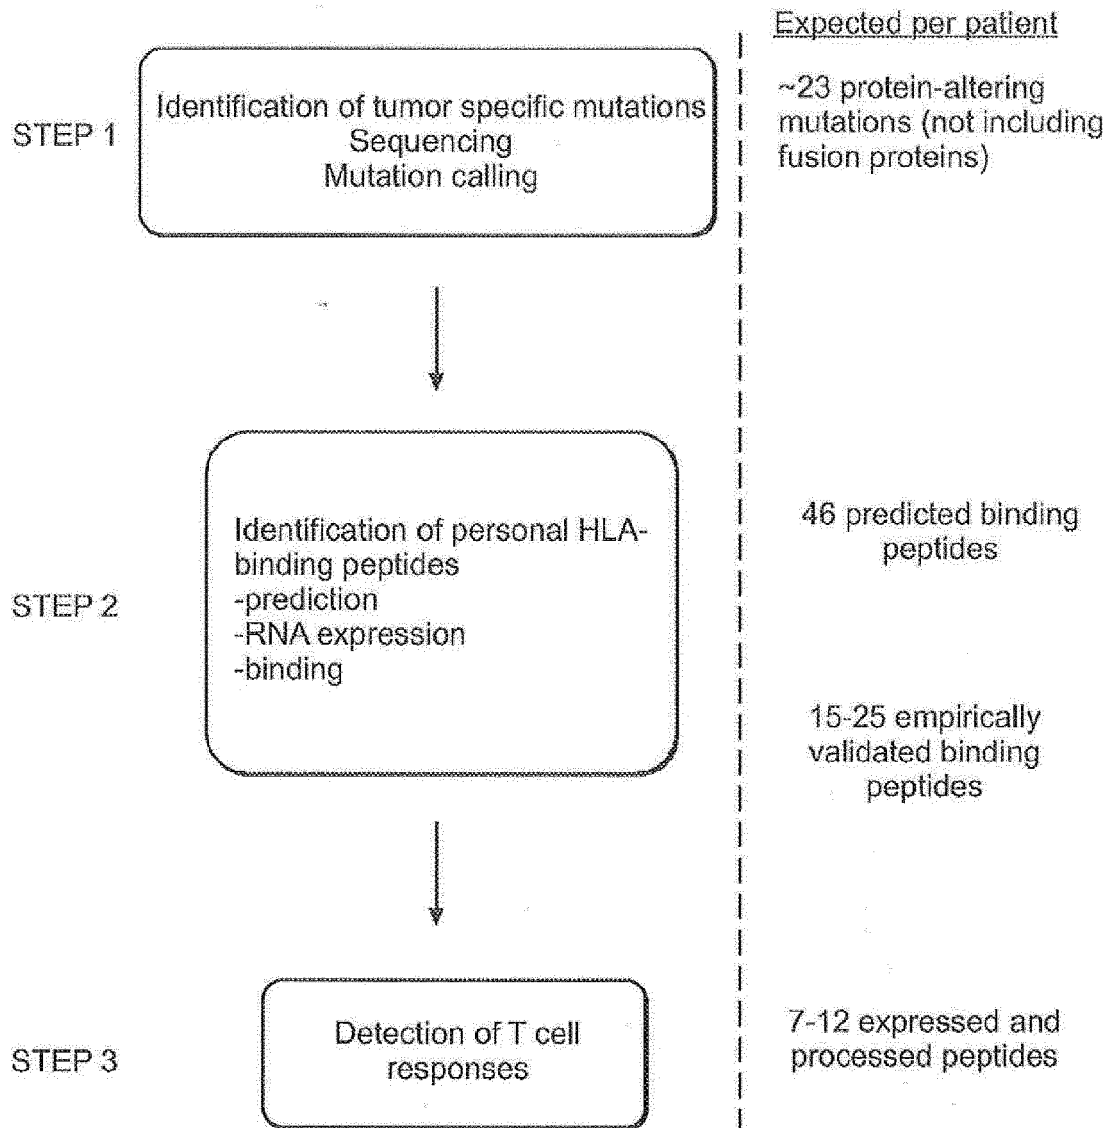 Expected per patient
STEP 1
Identification of tumor specific mutations
Sequencing
Mutation calling
~23 protein-altering
mutations (not including
fusion proteins)
STEP 2
Identification of personal HLA-
binding peptides
-prediction
-RNA expression
-binding
46 predicted binding
peptides
15-25 empirically
validated binding
peptides
STEP 3
Detection of T cell
responses
7-12 expressed and
processed peptides